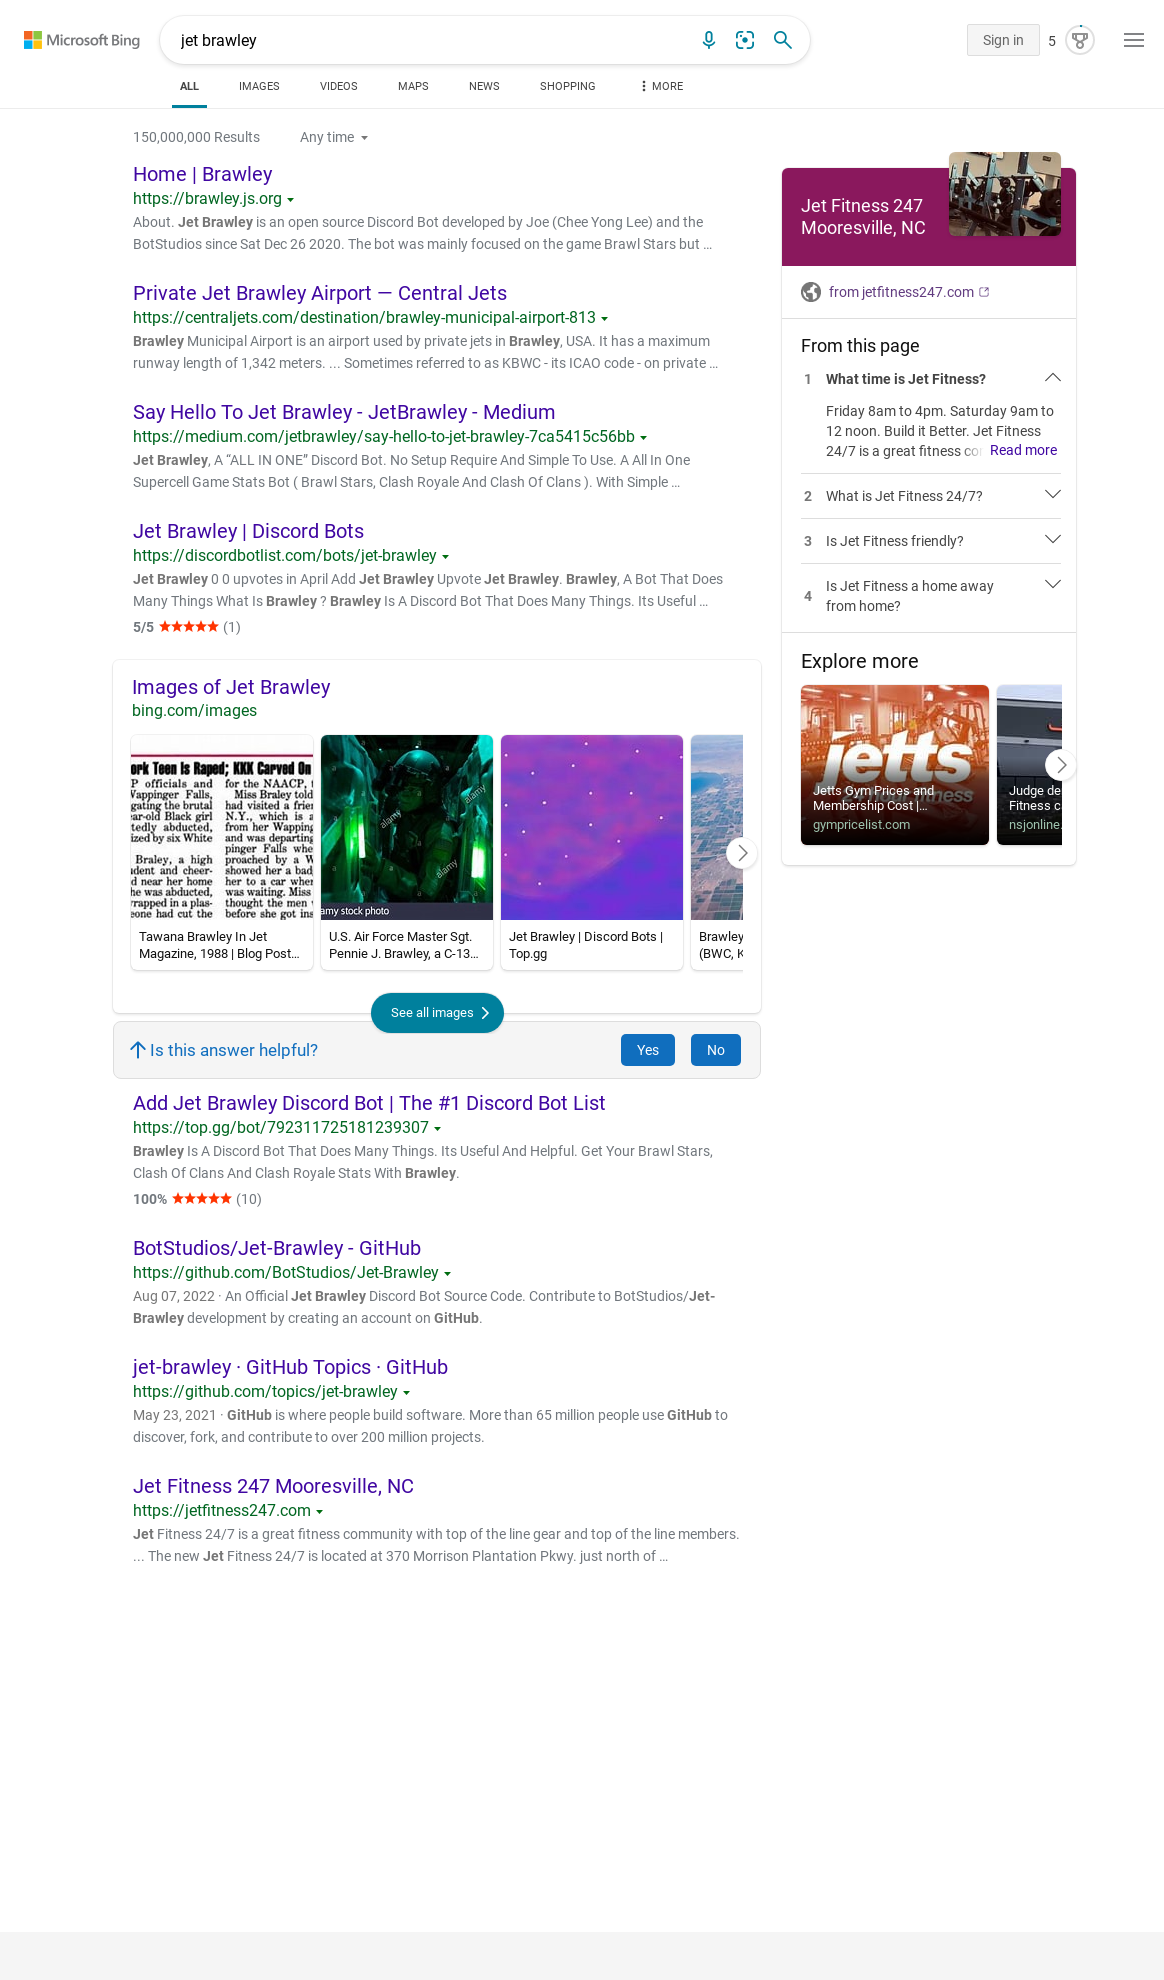 Microsoft Bing
jet brawley
Sign in
5
ALL
IMAGES
VIDEOS
MAPS
NEWS
SHOPPING
MORE
150,000,000 Results
Any time
Home | Brawley
https://brawley.js.org
About. Jet Brawley is an open source Discord Bot developed by Joe (Chee Yong Lee) and the
BotStudios since Sat Dec 26 2020. The bot was mainly focused on the game Brawl Stars but ...
Private Jet Brawley Airport — Central Jets
https://centraljets.com/destination/brawley-municipal-airport-813
Brawley Municipal Airport is an airport used by private jets in Brawley, USA. It has a maximum
runway length of 1,342 meters. ... Sometimes referred to as KBWC - its ICAO code - on private ...
Say Hello To Jet Brawley - JetBrawley - Medium
https://medium.com/jetbrawley/say-hello-to-jet-brawley-7ca5415c56bb
Jet Brawley, A “ALL IN ONE” Discord Bot. No Setup Require And Simple To Use. A All In One
Supercell Game Stats Bot ( Brawl Stars, Clash Royale And Clash Of Clans ). With Simple ...
Jet Brawley | Discord Bots
https://discordbotlist.com/bots/jet-brawley
Jet Brawley 0 0 upvotes in April Add Jet Brawley Upvote Jet Brawley. Brawley, A Bot That Does
Many Things What Is Brawley ? Brawley Is A Discord Bot That Does Many Things. Its Useful ...
5/5 ★★★★★ (1)
Images of Jet Brawley
bing.com/images
ork Teen Is Raped; KKK Carved On
P officials and
Wappinger Falls,
gating the brutal
ear-old Black girl
tedly abducted,
ized by six White
Braley, a high
dent and cheer-
d near her home
he was abducted,
wrapped in a plas-
eone had cut the
for the NAACP, t
Miss Braley told
had visited a frien
N.Y., which is a
from her Wapping
and was departing
pinger Falls whe
proached by a W
showed her a bad
her to a car wher
was waiting. Miss
thought the men w
before she got ins
alamy
alamy
alamy
amy stock photo
Tawana Brawley In Jet
Magazine, 1988 | Blog Post...
U.S. Air Force Master Sgt.
Pennie J. Brawley, a C-13...
Jet Brawley | Discord Bots |
Top.gg
Brawley
(BWC, K
See all images
Is this answer helpful?
Yes
No
Add Jet Brawley Discord Bot | The #1 Discord Bot List
https://top.gg/bot/792311725181239307
Brawley Is A Discord Bot That Does Many Things. Its Useful And Helpful. Get Your Brawl Stars,
Clash Of Clans And Clash Royale Stats With Brawley.
100% ★★★★★ (10)
BotStudios/Jet-Brawley - GitHub
https://github.com/BotStudios/Jet-Brawley
Aug 07, 2022 · An Official Jet Brawley Discord Bot Source Code. Contribute to BotStudios/Jet-
Brawley development by creating an account on GitHub.
jet-brawley · GitHub Topics · GitHub
https://github.com/topics/jet-brawley
May 23, 2021 · GitHub is where people build software. More than 65 million people use GitHub to
discover, fork, and contribute to over 200 million projects.
Jet Fitness 247 Mooresville, NC
https://jetfitness247.com
Jet Fitness 24/7 is a great fitness community with top of the line gear and top of the line members.
... The new Jet Fitness 24/7 is located at 370 Morrison Plantation Pkwy. just north of ...
Jet Fitness 247
Mooresville, NC
from jetfitness247.com
From this page
1 What time is Jet Fitness?
Friday 8am to 4pm. Saturday 9am to
12 noon. Build it Better. Jet Fitness
24/7 is a great fitness co Read more
2 What is Jet Fitness 24/7?
3 Is Jet Fitness friendly?
4 Is Jet Fitness a home away
from home?
Explore more
jetts
24 hour fitness
Jetts Gym Prices and
Membership Cost |...
gympricelist.com
Judge de
Fitness c
nsjonline.